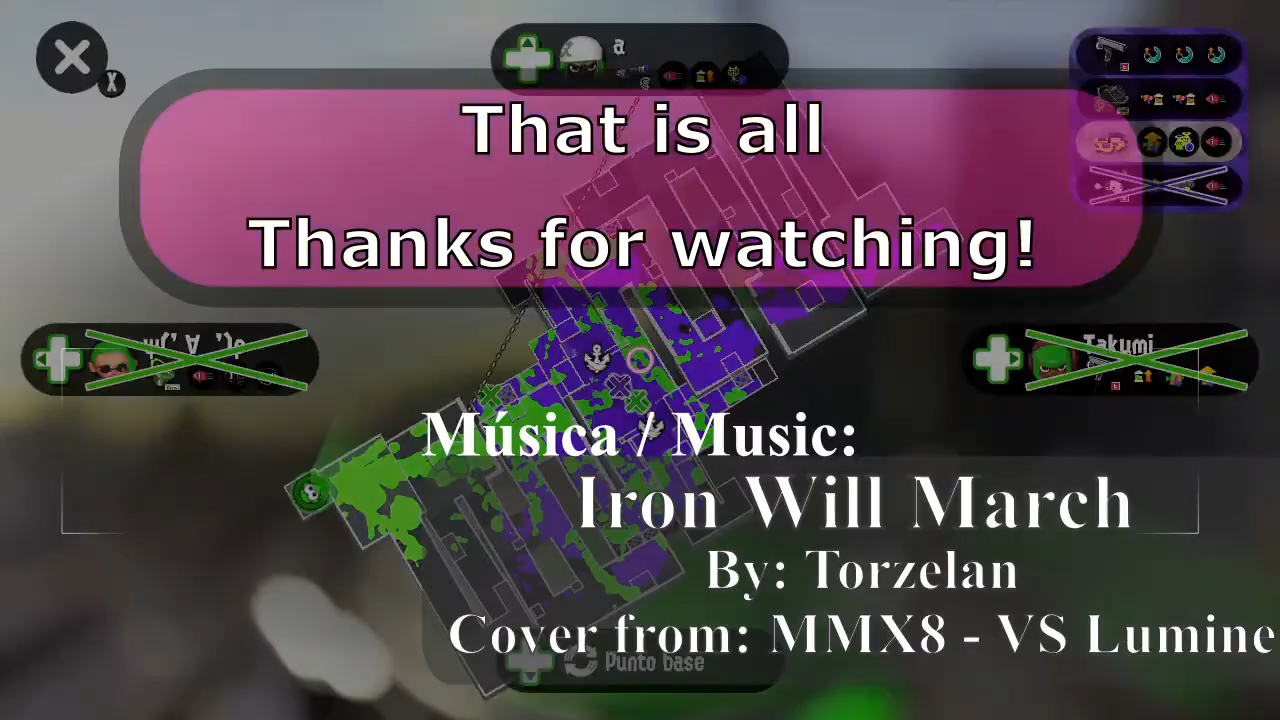 X
a
That is all
Thanks for watching!
Takumi
Música / Music:
Iron Will March
By: Torzelan
Cover from: MMX8 - VS Lumine
Punto base